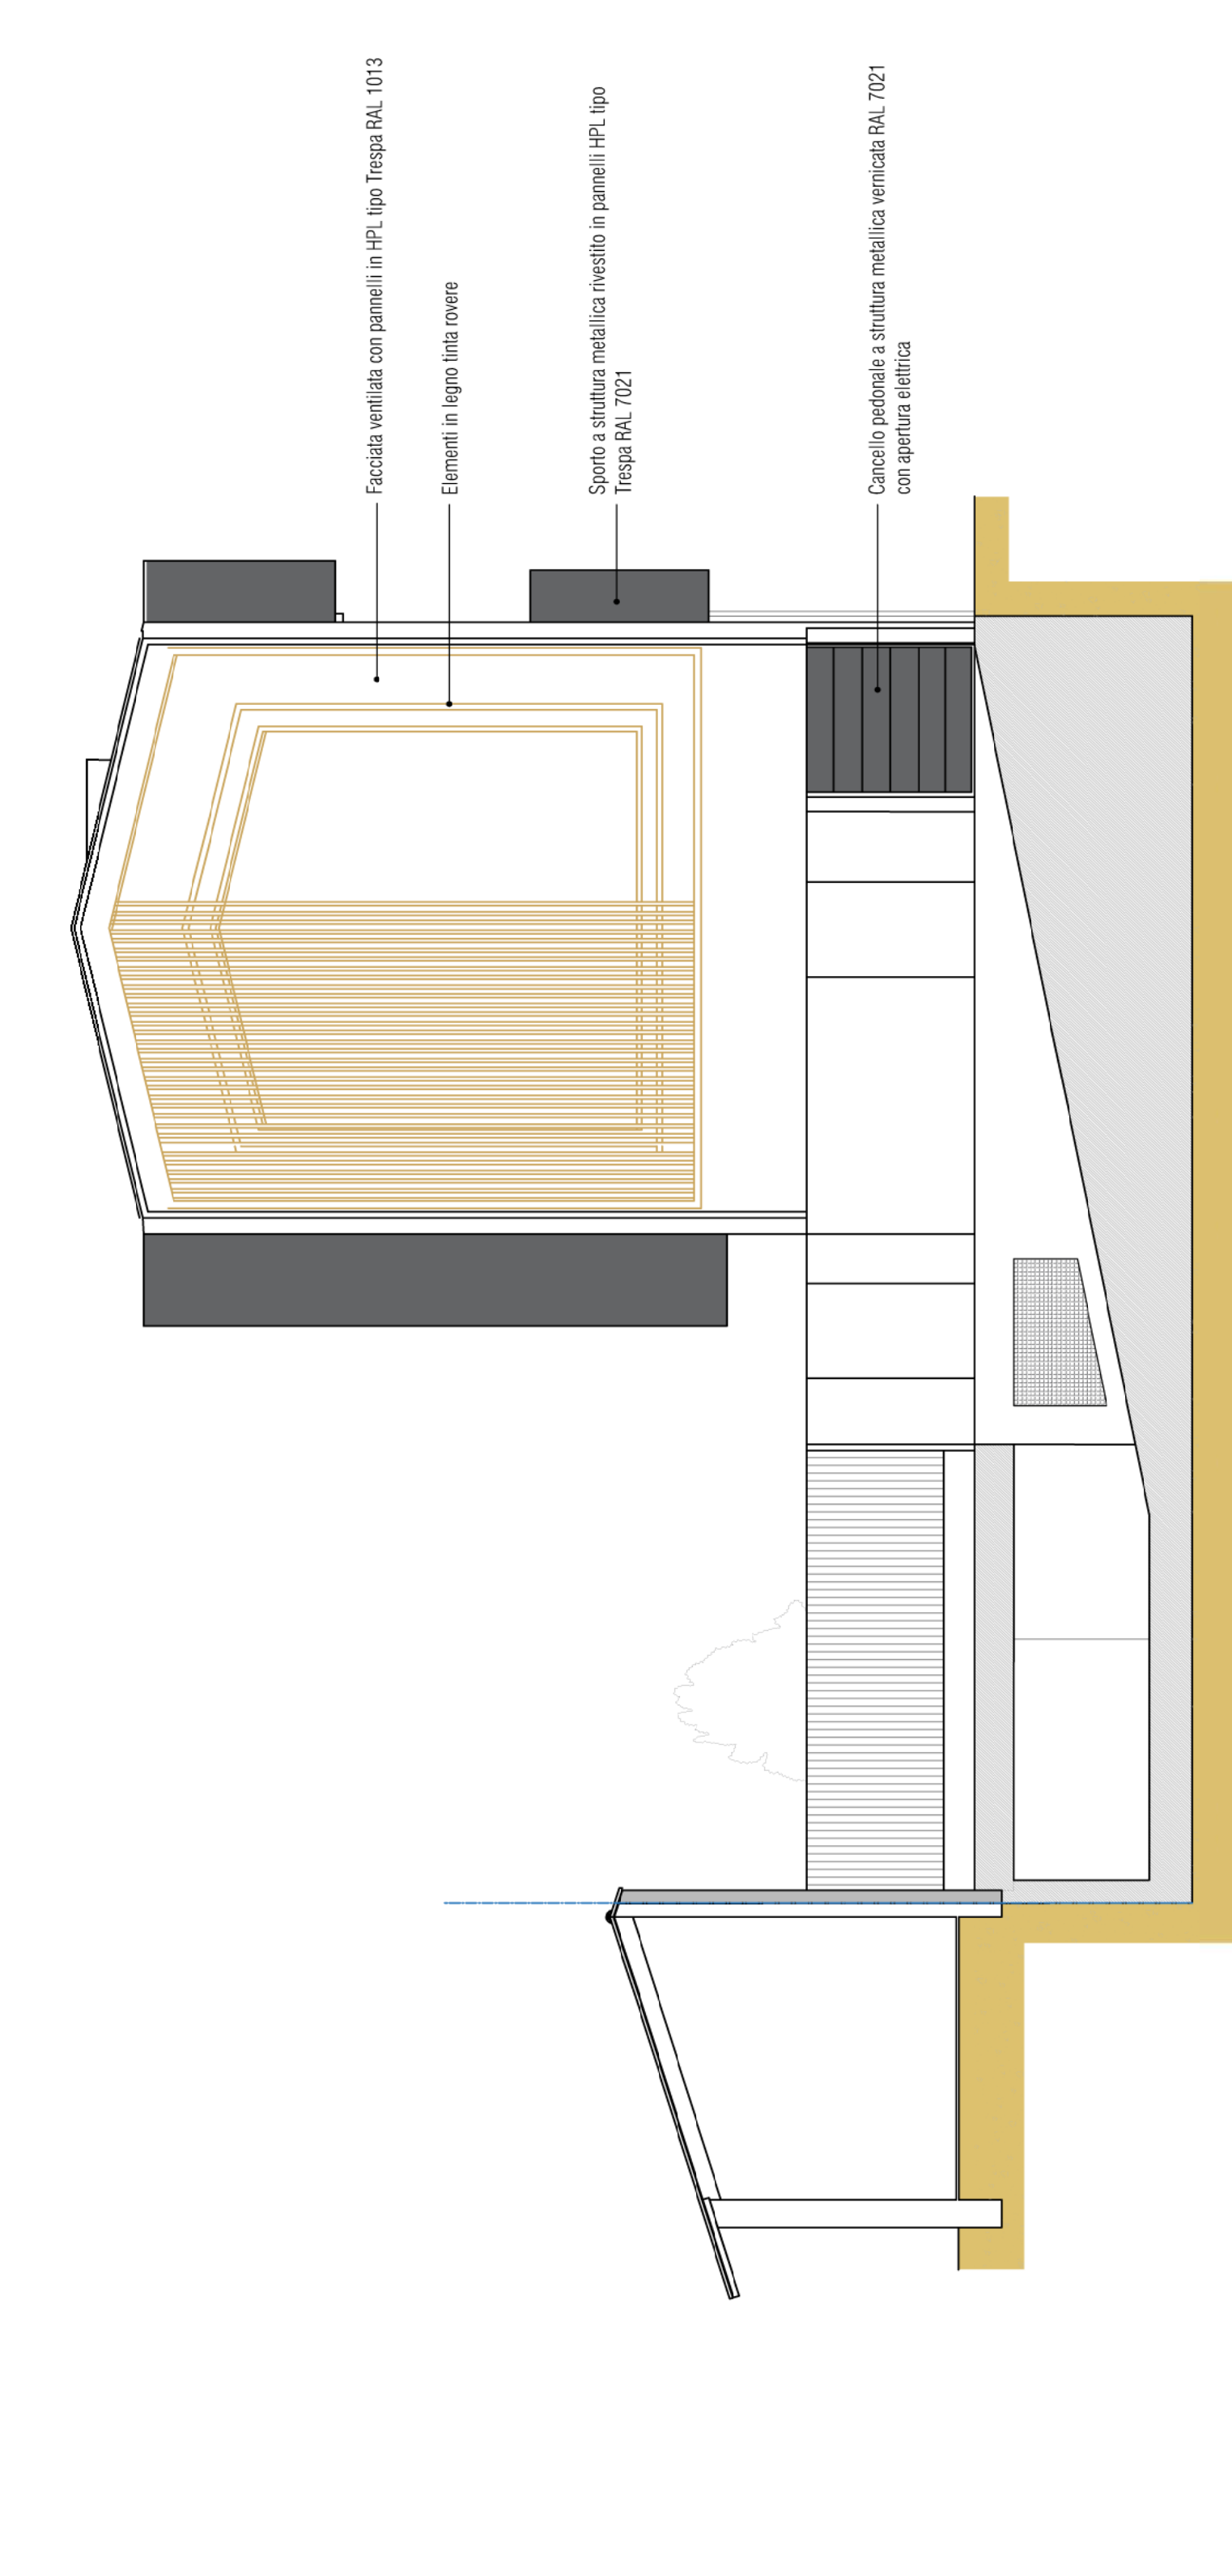 Facciata ventilata con pannelli in HPL tipo Trespa RAL 1013
Elementi in legno tinta rovere
Sporto a struttura metallica rivestito in pannelli HPL tipo
Trespa RAL 7021
Cancello pedonale a struttura metallica vernicata RAL 7021
con apertura elettrica